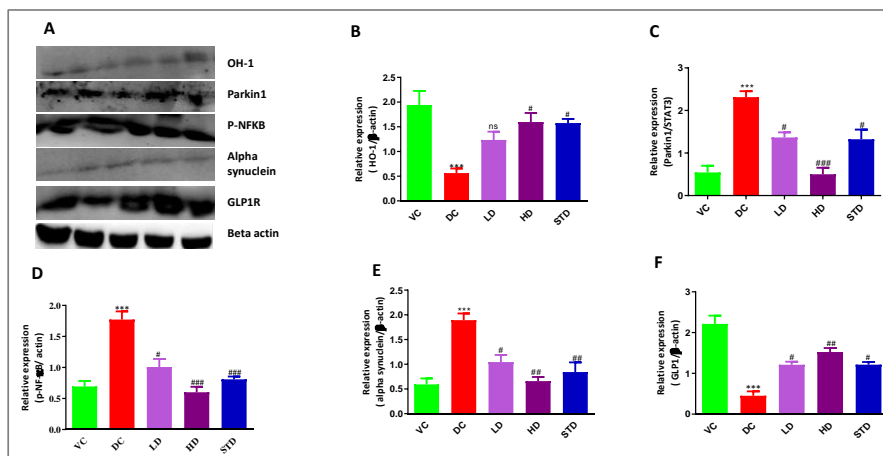 A
OH-1
Parkin1
P-NFKB
Alpha
synuclein
GLP1R
Beta actin
B
Relative expression
( HO-1/β-actin)
2.5
2.0
1.5
1.0
0.5
0.0
***
ns
#
#
VC
DC
LD
HD
STD
C
Relative expression
(Parkin1/STAT3)
3
2
1
0
***
#
###
#
VC
DC
LD
HD
STD
D
Relative expression
(p-NF-κB/ actin)
2.0
1.5
1.0
0.5
0.0
***
#
###
###
VC
DC
LD
HD
STD
E
Relative expression
(alpha synuclein/β-actin)
2.5
2.0
1.5
1.0
0.5
0.0
***
#
##
##
VC
DC
LD
HD
STD
F
Relative expression
(GLP1/β-actin)
3
2
1
0
***
#
##
#
VC
DC
LD
HD
STD